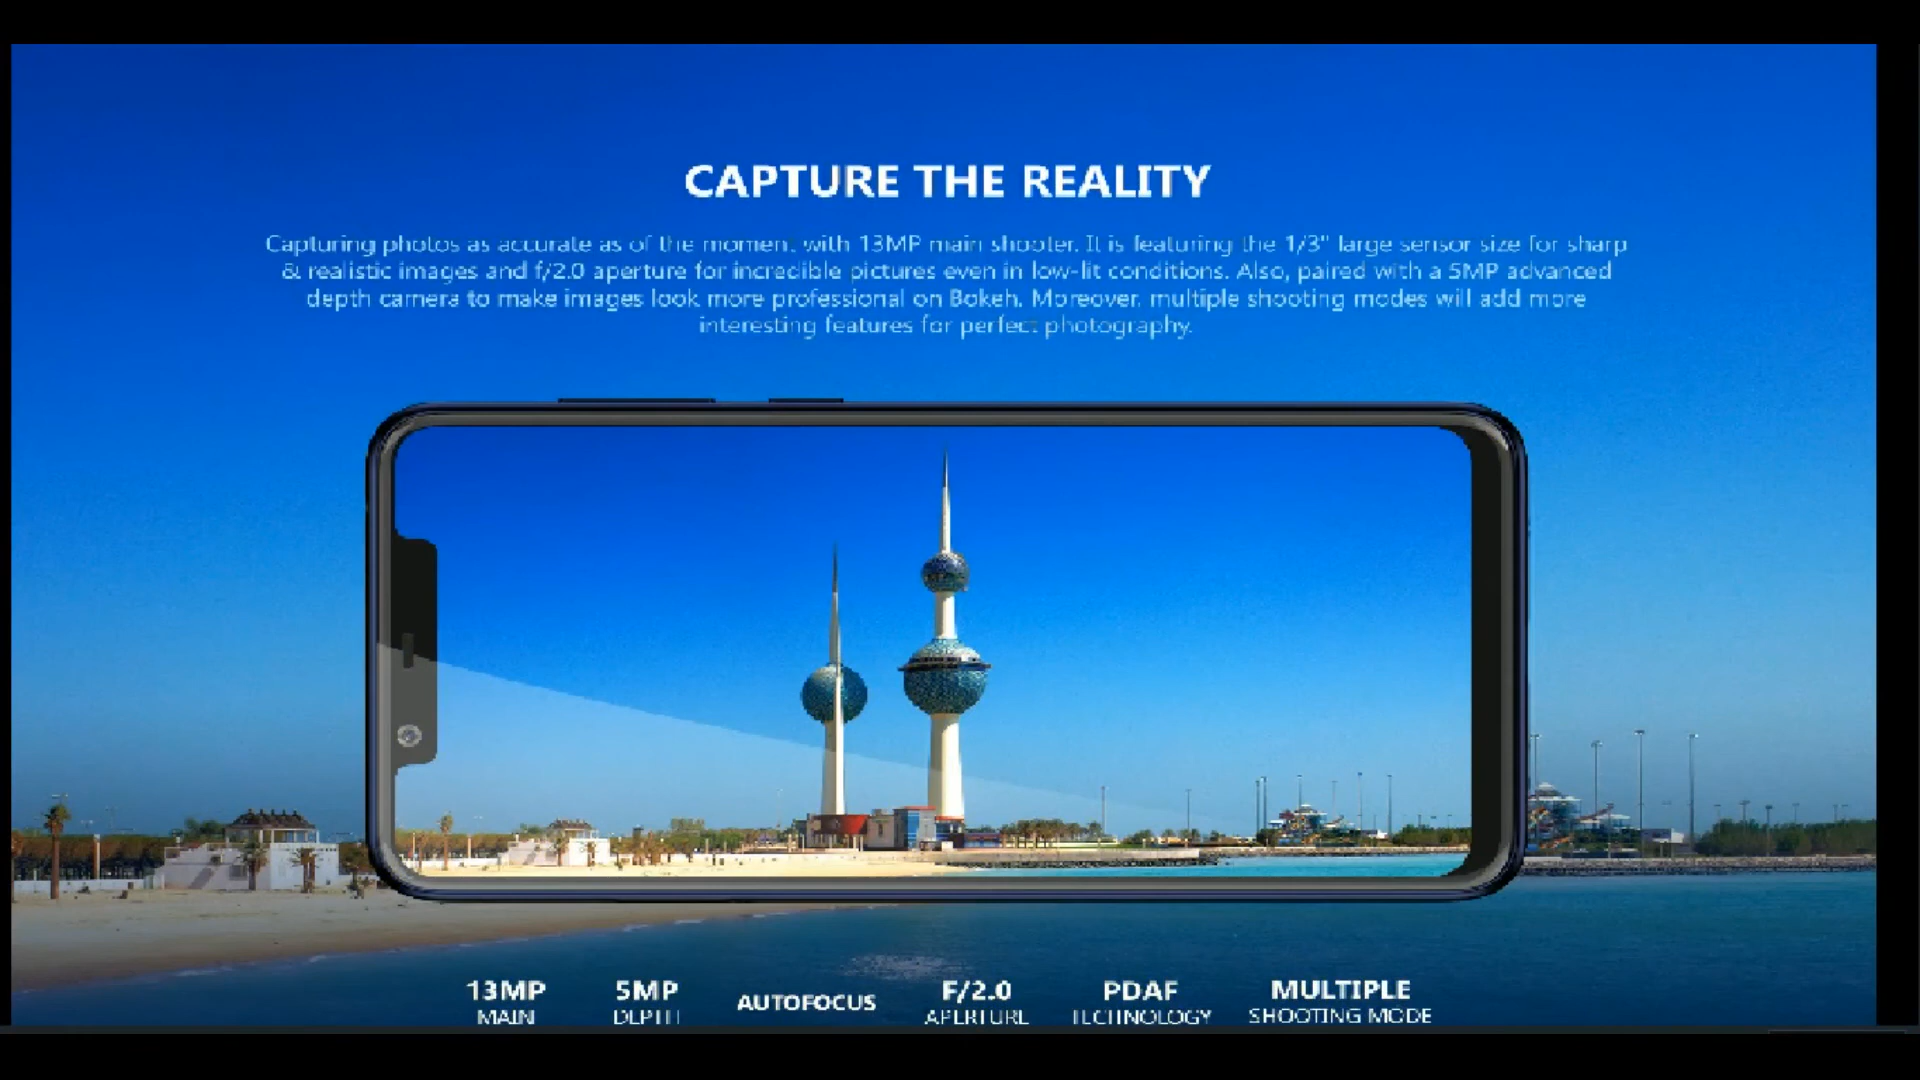 CAPTURE THE REALITY
Capturing photos as accurate as of the moment with 13MP main shooter. It is featuring the 1/3" large sensor size for sharp
& realistic images and f/2.0 aperture for incredible pictures even in low-lit conditions. Also, paired with a 5MP advanced
depth camera to make images look more professional on Bokeh. Moreover, multiple shooting modes will add more
interesting features for perfect photography.
13MP
MAIN
5MP
DEPTH
AUTOFOCUS
F/2.0
APERTURE
PDAF
TECHNOLOGY
MULTIPLE
SHOOTING MODE